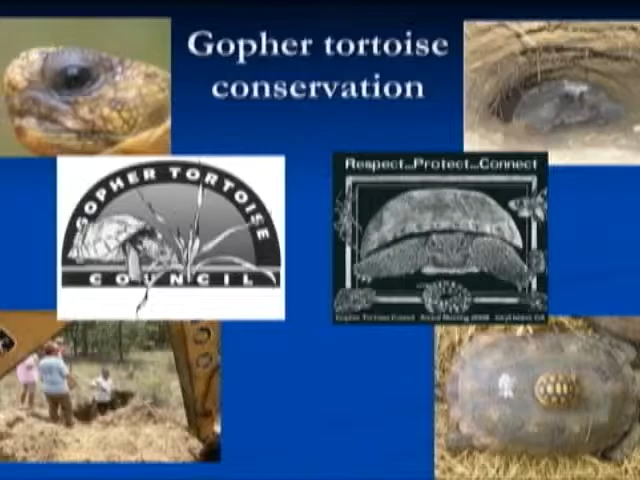 Gopher tortoise
conservation
GOPHER TORTOISE
COUNCIL
Respect...Protect...Connect